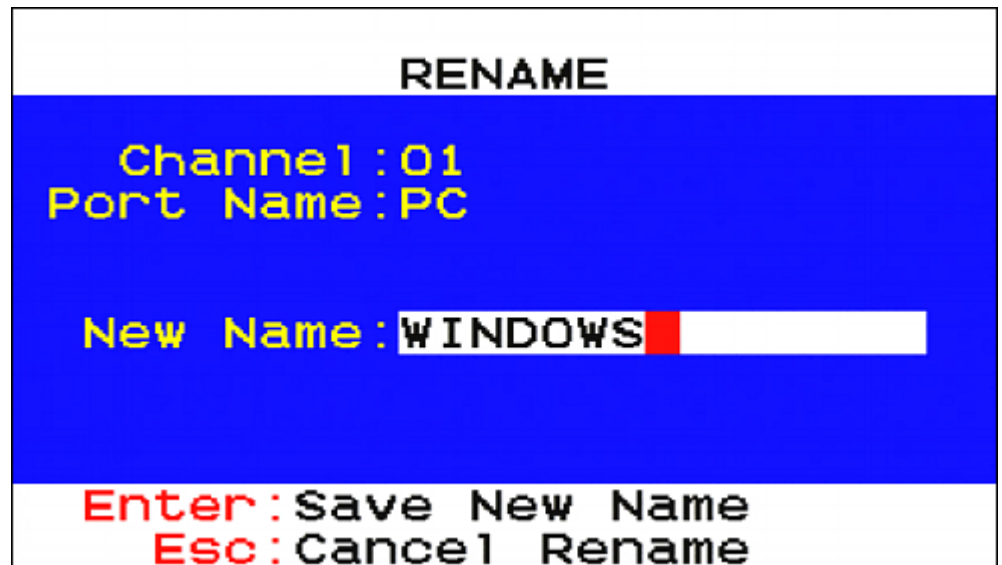 RENAME
Channel:01
Port Name:PC
New Name:WINDOWS
Enter:Save New Name
Esc:Cancel Rename